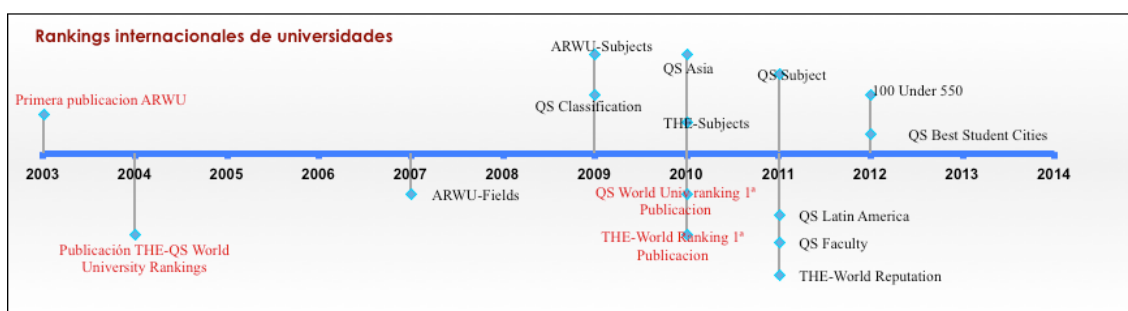 Rankings internacionales de universidades
ARWU-Subjects
QS Asia
QS Subject
100 Under 550
Primera publicacion ARWU
QS Classification
THE-Subjects
QS Best Student Cities
2003 2004 2005 2006 2007 2008 2009 2010 2011 2012 2013 2014
ARWU-Fields
QS World Univ ranking 1ª
Publicacion
QS Latin America
THE-World Ranking 1ª
Publicacion
Publicación THE-QS World
University Rankings
QS Faculty
THE-World Reputation